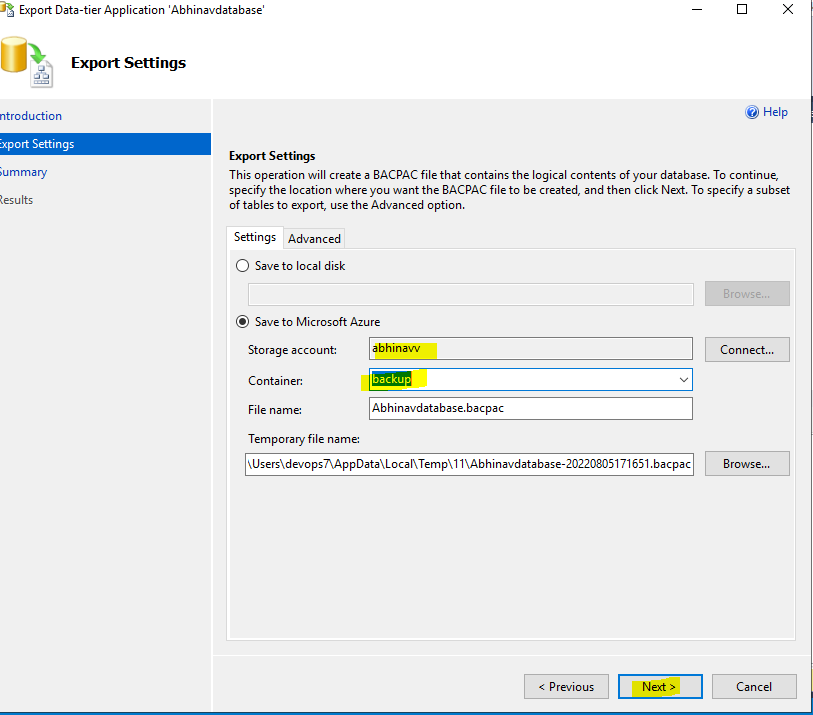 Export Data-tier Application 'Abhinavdatabase'
Export Settings
ntroduction
Export Settings
Summary
Results
Help
Export Settings
This operation will create a BACPAC file that contains the logical contents of your database. To continue,
specify the location where you want the BACPAC file to be created, and then click Next. To specify a subset
of tables to export, use the Advanced option.
Settings Advanced
Save to local disk
Browse...
Save to Microsoft Azure
Storage account: abhinavv Connect...
Container: backup
File name: Abhinavdatabase.bacpac
Temporary file name:
\Users\devops7\AppData\Local\Temp\11\Abhinavdatabase-20220805171651.bacpac Browse...
< Previous Next > Cancel